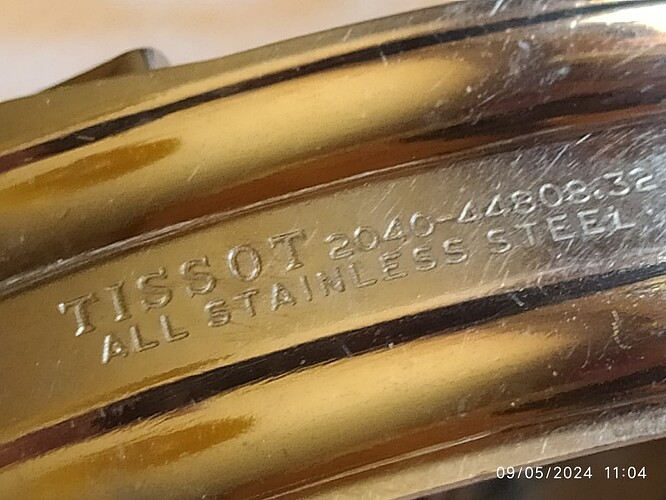 TISSOT 2040-44808.32
ALL STAINLESS STEEL
09/05/2024 11:04